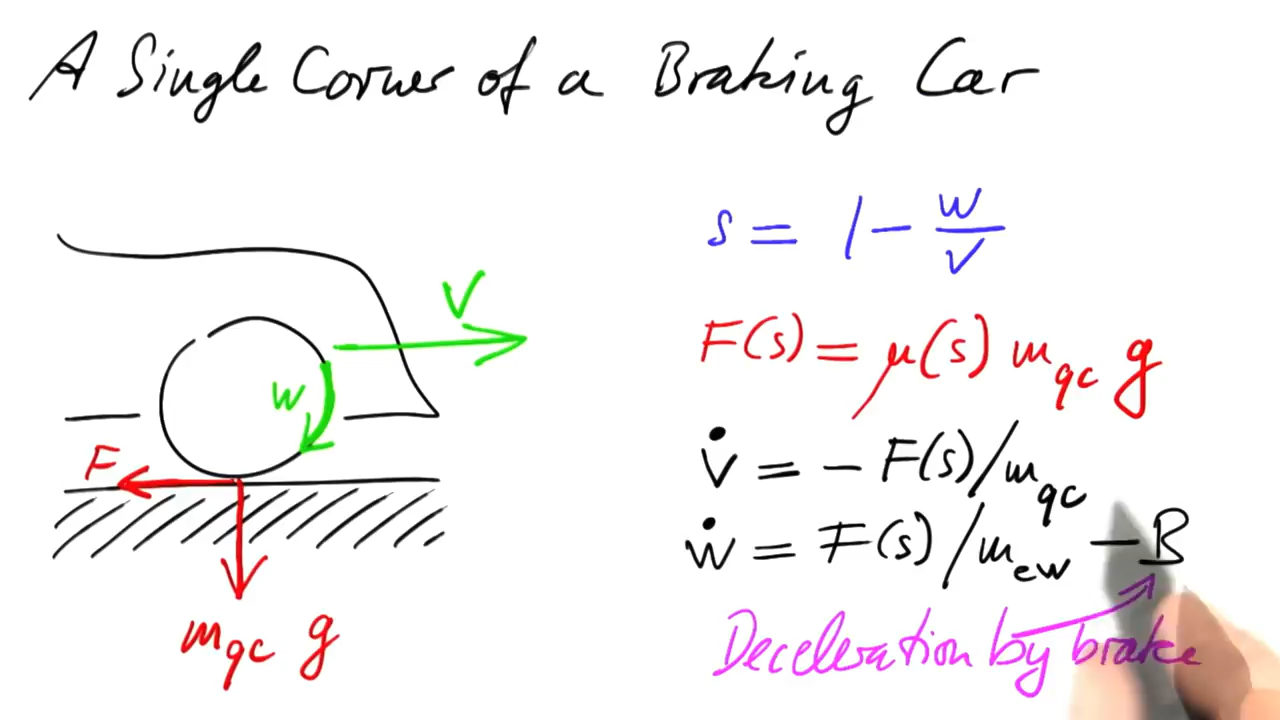 A Single Corner of a Braking Car
s = 1 - w/v
F(s) = μ(s) m_qc g
v̇ = - F(s)/m_qc
ẇ = F(s)/m_ew - B
Deceleration by brake
v
w
F
m_qc g